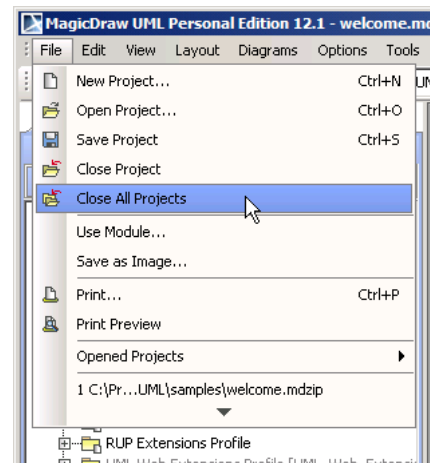 MagicDraw UML Personal Edition 12.1 - welcome.m
File Edit View Layout Diagrams Options Tools
New Project... Ctrl+N
Open Project... Ctrl+O
Save Project Ctrl+S
Close Project
Close All Projects
Use Module...
Save as Image...
Print... Ctrl+P
Print Preview
Opened Projects
1 C:\Pr...UML\samples\welcome.mdzip
RUP Extensions Profile